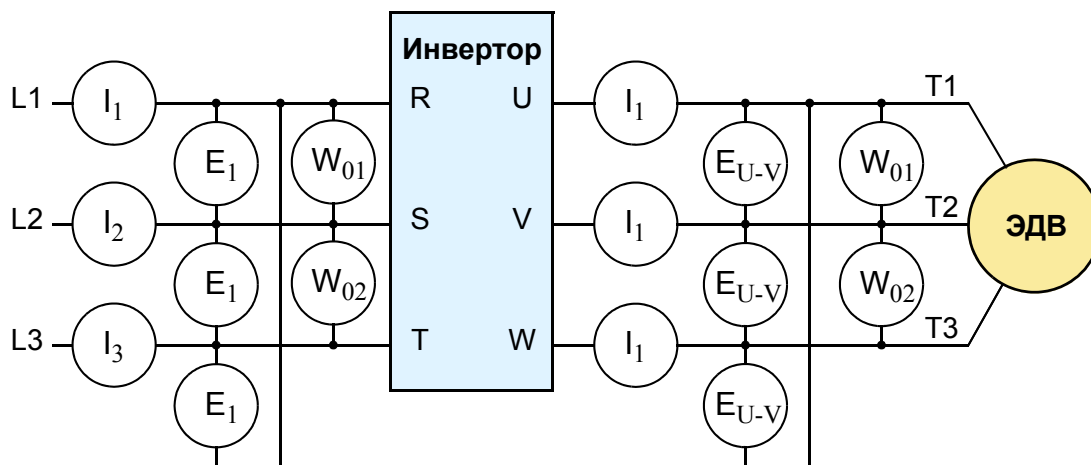 Инвертор
L1 I1 R U I1 T1
E1 W01 EU-V W01
L2 I2 S V I1 T2 ЭДВ
E1 W02 EU-V W02
L3 I3 T W I1 T3
E1 EU-V